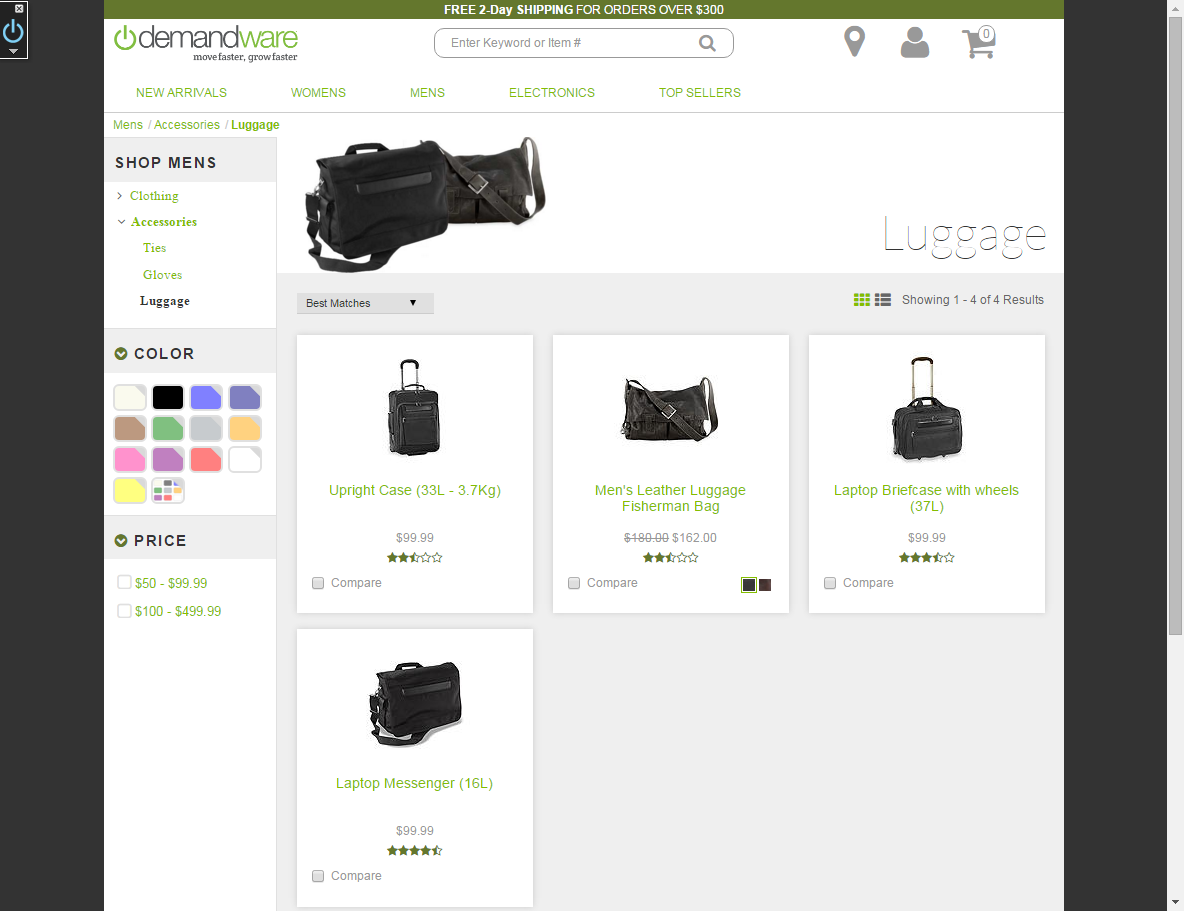 FREE 2-Day SHIPPING FOR ORDERS OVER $300
demandware
move faster, grow faster
Enter Keyword or Item #
0
NEW ARRIVALS WOMENS MENS ELECTRONICS TOP SELLERS
Mens / Accessories / Luggage
SHOP MENS
Clothing
Accessories
Ties
Gloves
Luggage
COLOR
PRICE
$50 - $99.99
$100 - $499.99
Luggage
Best Matches
Showing 1 - 4 of 4 Results
Upright Case (33L - 3.7Kg)
$99.99
Compare
Men's Leather Luggage
Fisherman Bag
$180.00 $162.00
Compare
Laptop Briefcase with wheels
(37L)
$99.99
Compare
Laptop Messenger (16L)
$99.99
Compare